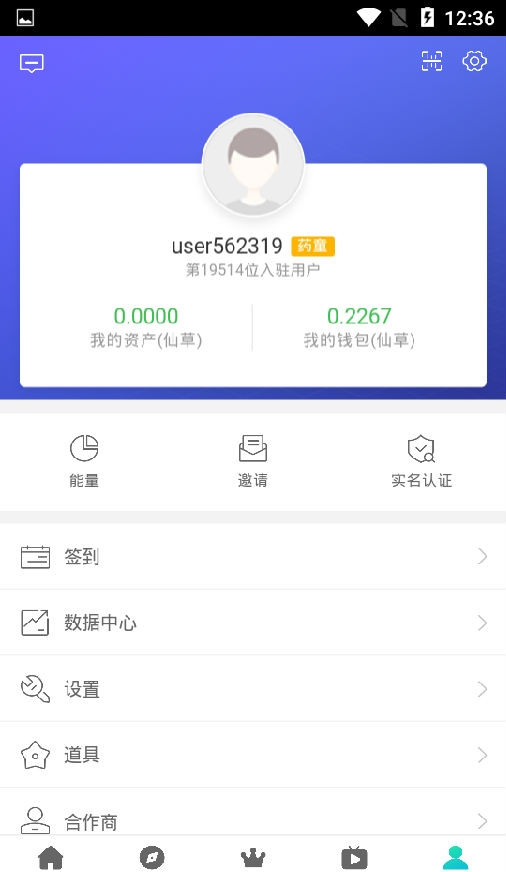 12:36
user562319 药童
第19514位入驻用户
0.0000 0.2267
我的资产(仙草) 我的钱包(仙草)
能量 邀请 实名认证
签到
数据中心
设置
道具
合作商